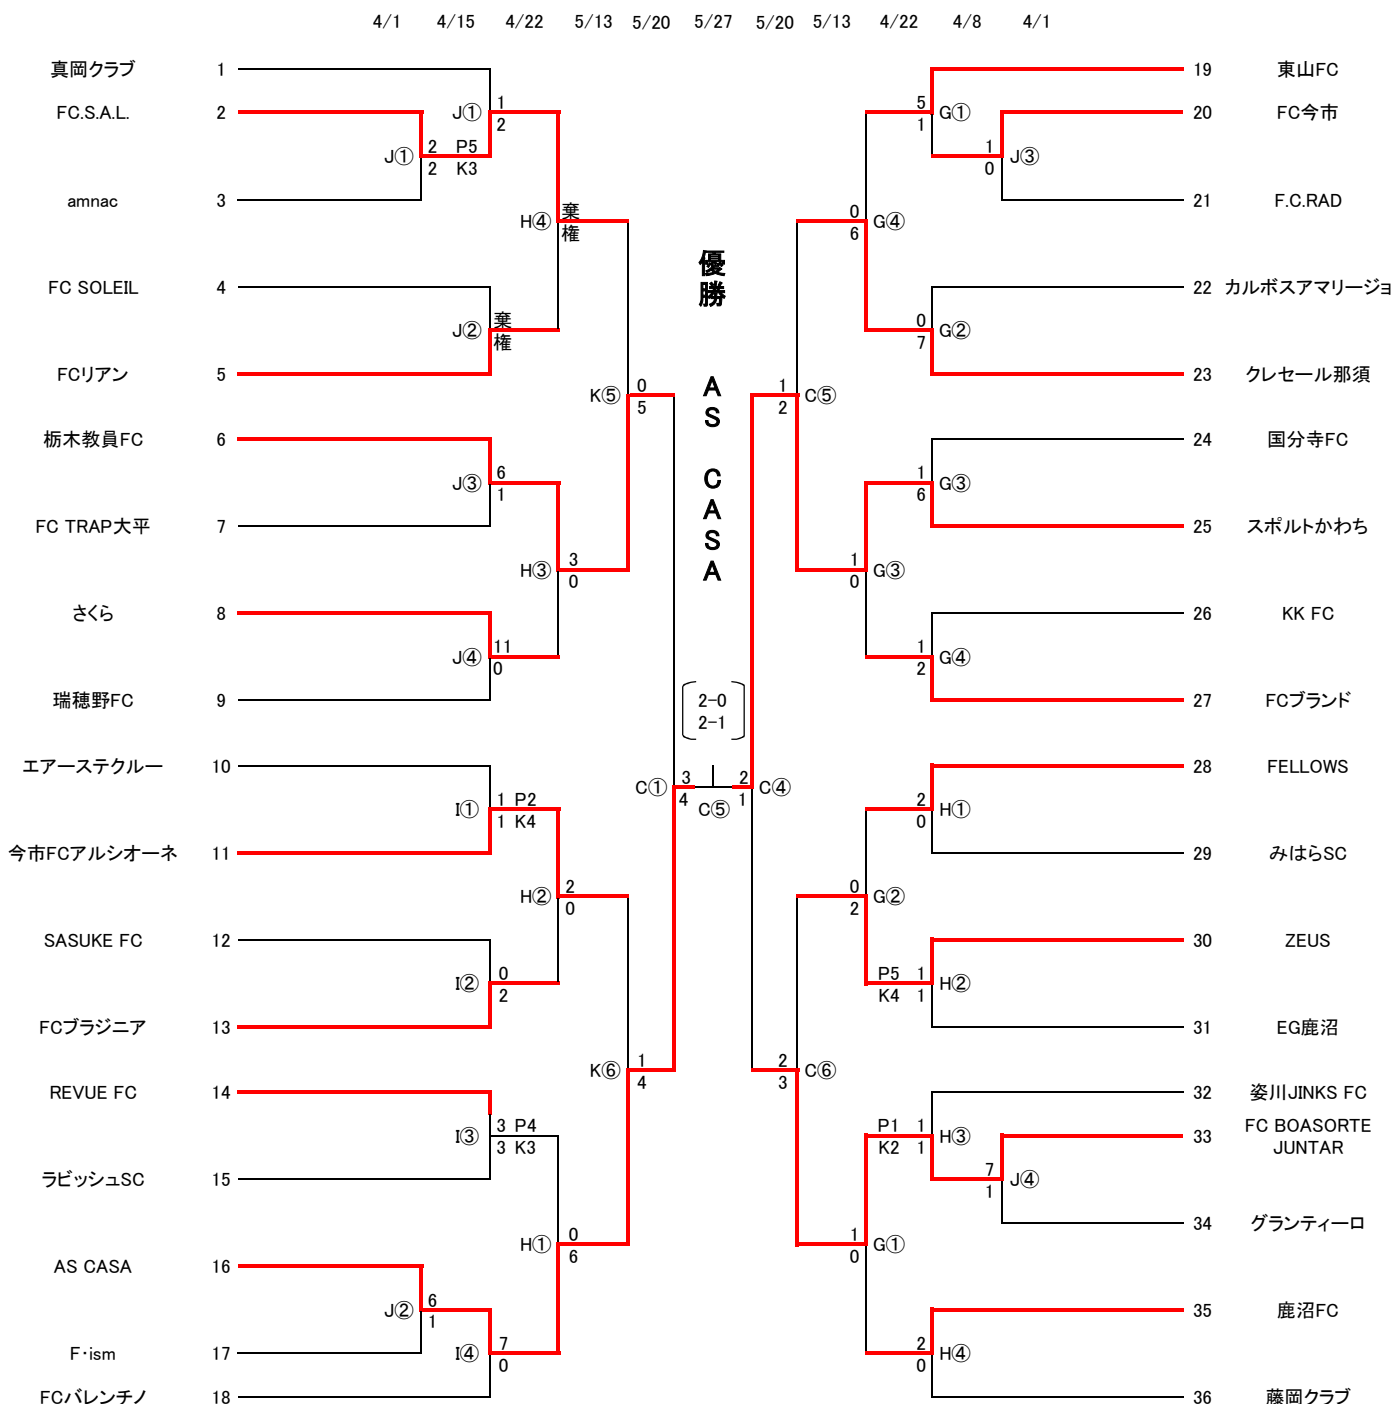 4/1 4/15 4/22 5/13 5/20 5/27 5/20 5/13 4/22 4/8 4/1
真岡クラブ 1
FC.S.A.L. 2
amnac 3
FC SOLEIL 4
FCリアン 5
栃木教員FC 6
FC TRAP大平 7
さくら 8
瑞穂野FC 9
エアーステクルー 10
今市FCアルシオーネ 11
SASUKE FC 12
FCブラジニア 13
REVUE FC 14
ラビッシュSC 15
AS CASA 16
F・ism 17
FCバレンチノ 18
J① 2 P5
2 K3
J② 6
1
J① 1
2
J② 棄
権
J③ 6
1
J④ 11
0
I① 1 P2
1 K4
I② 0
2
I③ 3 P4
3 K3
I④ 7
0
H④ 棄
権
H③ 3
0
H② 2
0
H① 0
6
K⑤ 0
5
K⑥ 1
4
C① 3
4
優勝 AS CASA
2-0
2-1
C⑤
2 C④
1
1 C⑤
2
2 C⑥
3
0 G④
6
1 G③
0
0 G②
2
1 G①
0
5 G①
1
0 G②
7
1 G③
6
1 G④
2
2 H①
0
P5 1 H②
K4 1
P1 1 H③
K2 1
2 H④
0
1 J③
0
7 J④
1
19 東山FC
20 FC今市
21 F.C.RAD
22 カルボスアマリージョ
23 クレセール那須
24 国分寺FC
25 スポルトかわち
26 KK FC
27 FCブランド
28 FELLOWS
29 みはらSC
30 ZEUS
31 EG鹿沼
32 姿川JINKS FC
33 FC BOASORTE
JUNTAR
34 グランティーロ
35 鹿沼FC
36 藤岡クラブ